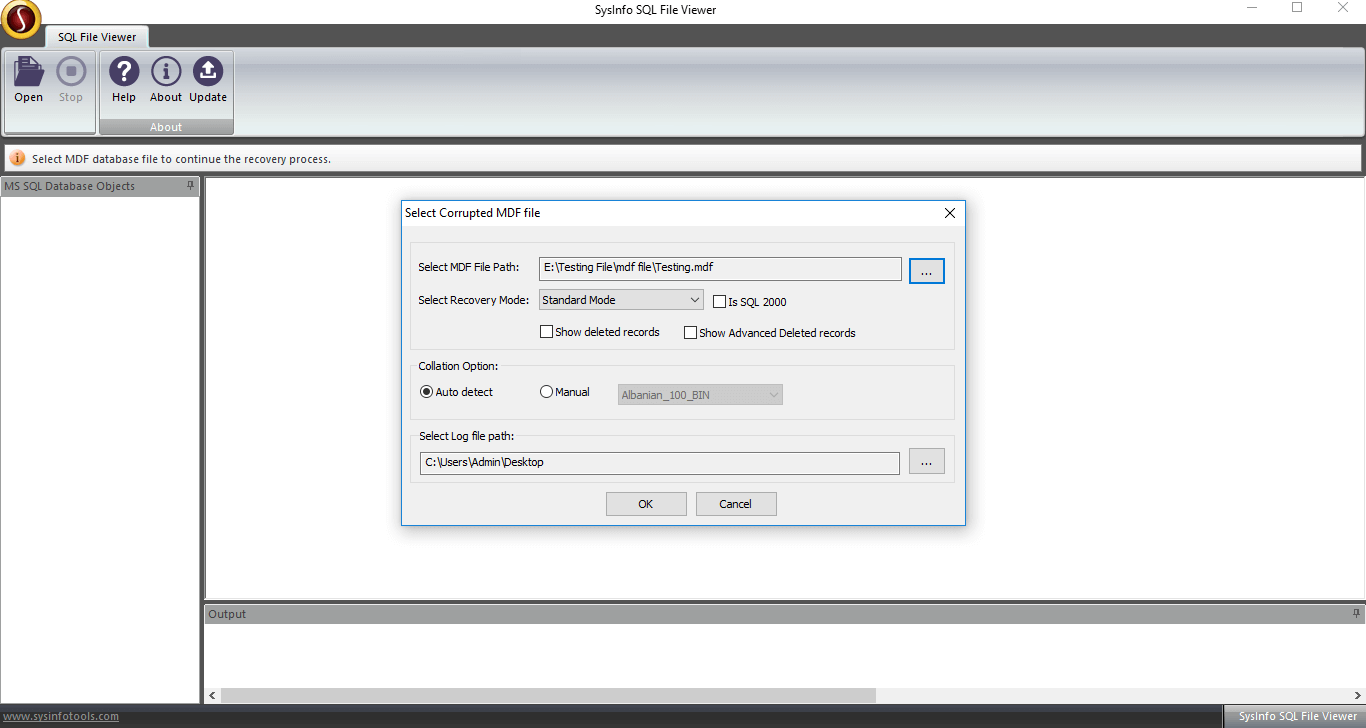 SysInfo SQL File Viewer
SQL File Viewer
Open Stop Help About Update
About
Select MDF database file to continue the recovery process.
MS SQL Database Objects
Select Corrupted MDF file
Select MDF File Path: E:\Testing File\mdf file\Testing.mdf ...
Select Recovery Mode: Standard Mode Is SQL 2000
Show deleted records Show Advanced Deleted records
Collation Option:
Auto detect Manual Albanian_100_BIN
Select Log file path:
C:\Users\Admin\Desktop ...
OK Cancel
Output
www.sysinfotools.com SysInfo SQL File Viewer